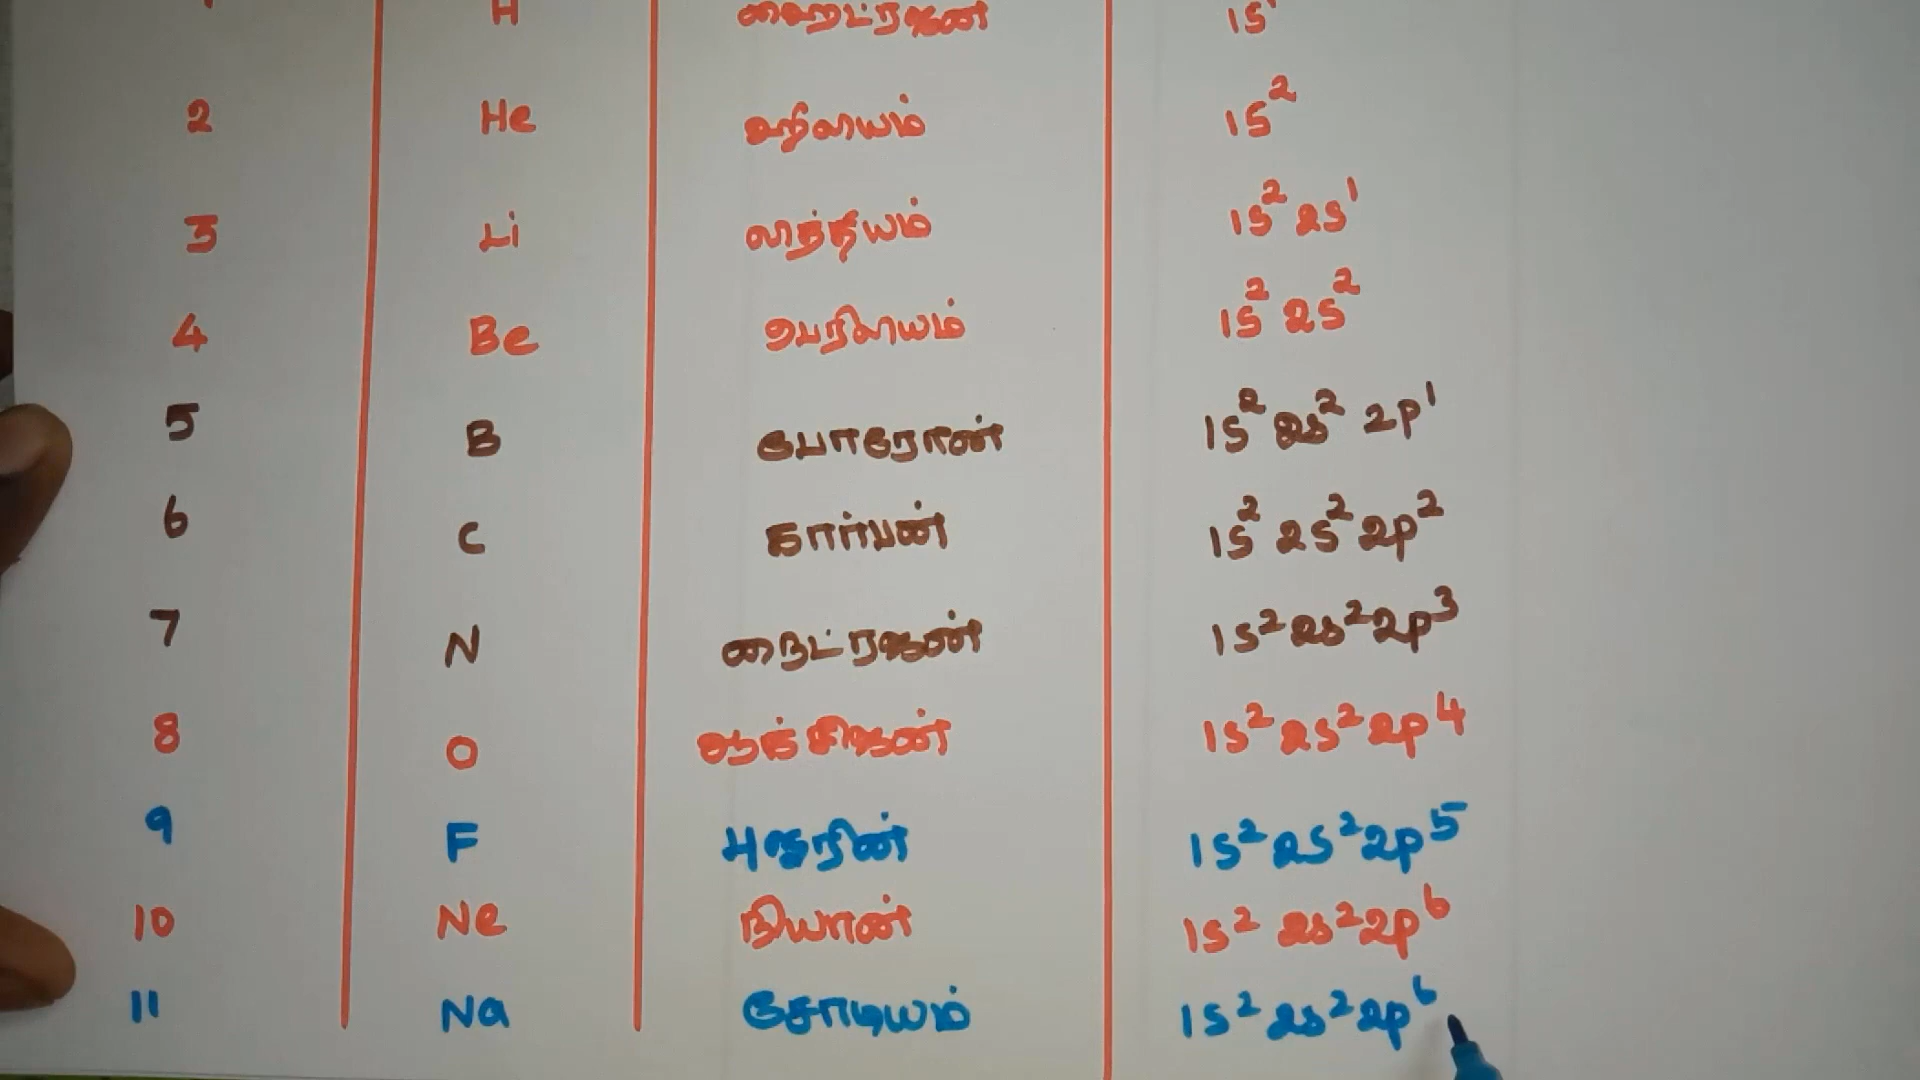 H ஹைட்ரஜன் 1s¹
2 He ஹீலியம் 1s²
3 Li லித்தியம் 1s² 2s¹
4 Be பெரிலியம் 1s² 2s²
5 B போரோன் 1s² 2s² 2p¹
6 C கார்பன் 1s² 2s² 2p²
7 N நைட்ரஜன் 1s² 2s² 2p³
8 O ஆக்சிஜன் 1s² 2s² 2p⁴
9 F புளூரின் 1s² 2s² 2p⁵
10 Ne நியான் 1s² 2s² 2p⁶
11 Na சோடியம் 1s² 2s² 2p⁶